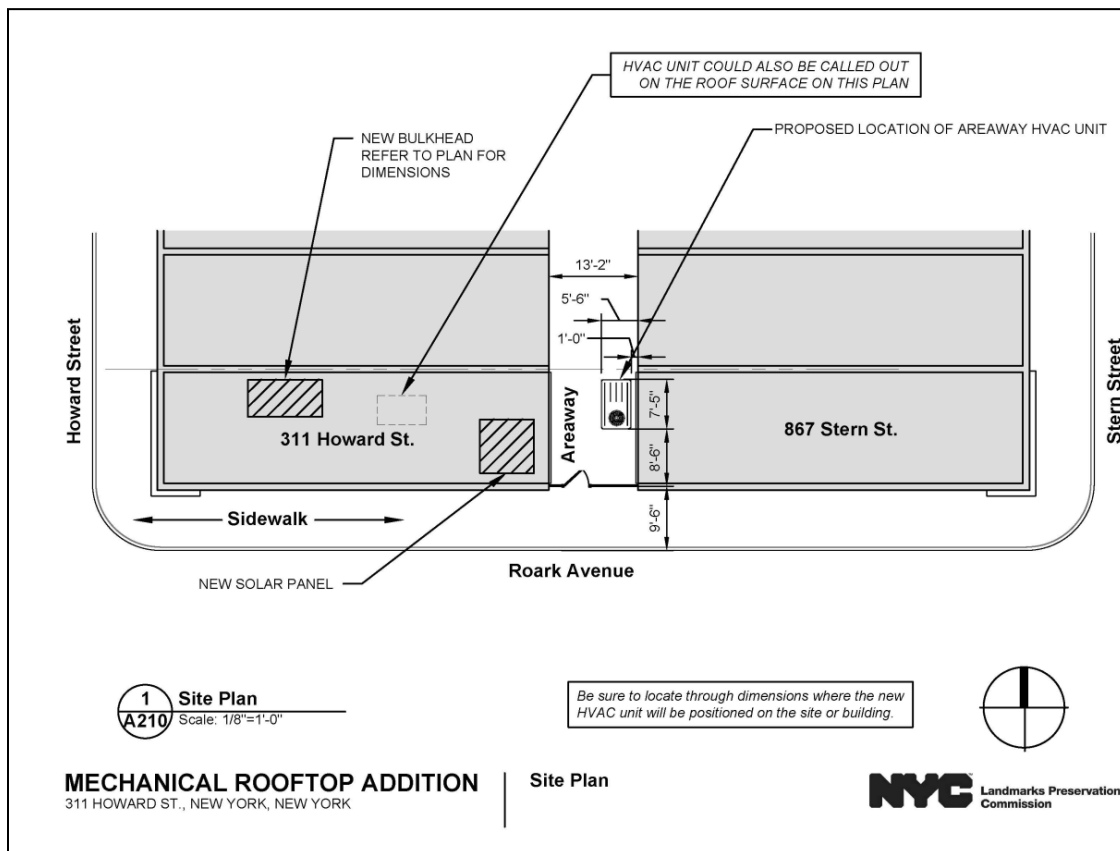 HVAC UNIT COULD ALSO BE CALLED OUT
ON THE ROOF SURFACE ON THIS PLAN
NEW BULKHEAD
REFER TO PLAN FOR
DIMENSIONS
PROPOSED LOCATION OF AREAWAY HVAC UNIT
13'-2"
5'-6"
1'-0"
Howard Street
Stern Street
311 Howard St.
Areaway
7'-5"
867 Stern St.
8'-6"
9'-6"
Sidewalk
NEW SOLAR PANEL
Roark Avenue
1
A210
Site Plan
Scale: 1/8"=1'-0"
Be sure to locate through dimensions where the new
HVAC unit will be positioned on the site or building.
MECHANICAL ROOFTOP ADDITION
311 HOWARD ST., NEW YORK, NEW YORK
Site Plan
NYC
Landmarks Preservation
Commission